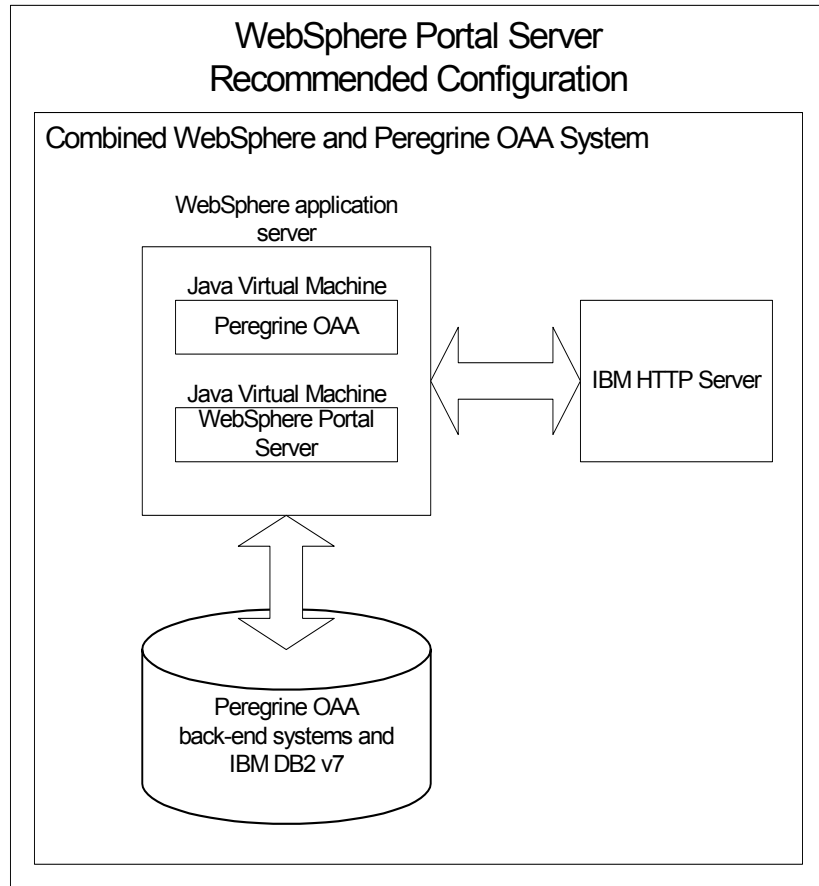 WebSphere Portal Server
Recommended Configuration
Combined WebSphere and Peregrine OAA System
WebSphere application
server
Java Virtual Machine
Peregrine OAA
Java Virtual Machine
WebSphere Portal
Server
IBM HTTP Server
Peregrine OAA
back-end systems and
IBM DB2 v7